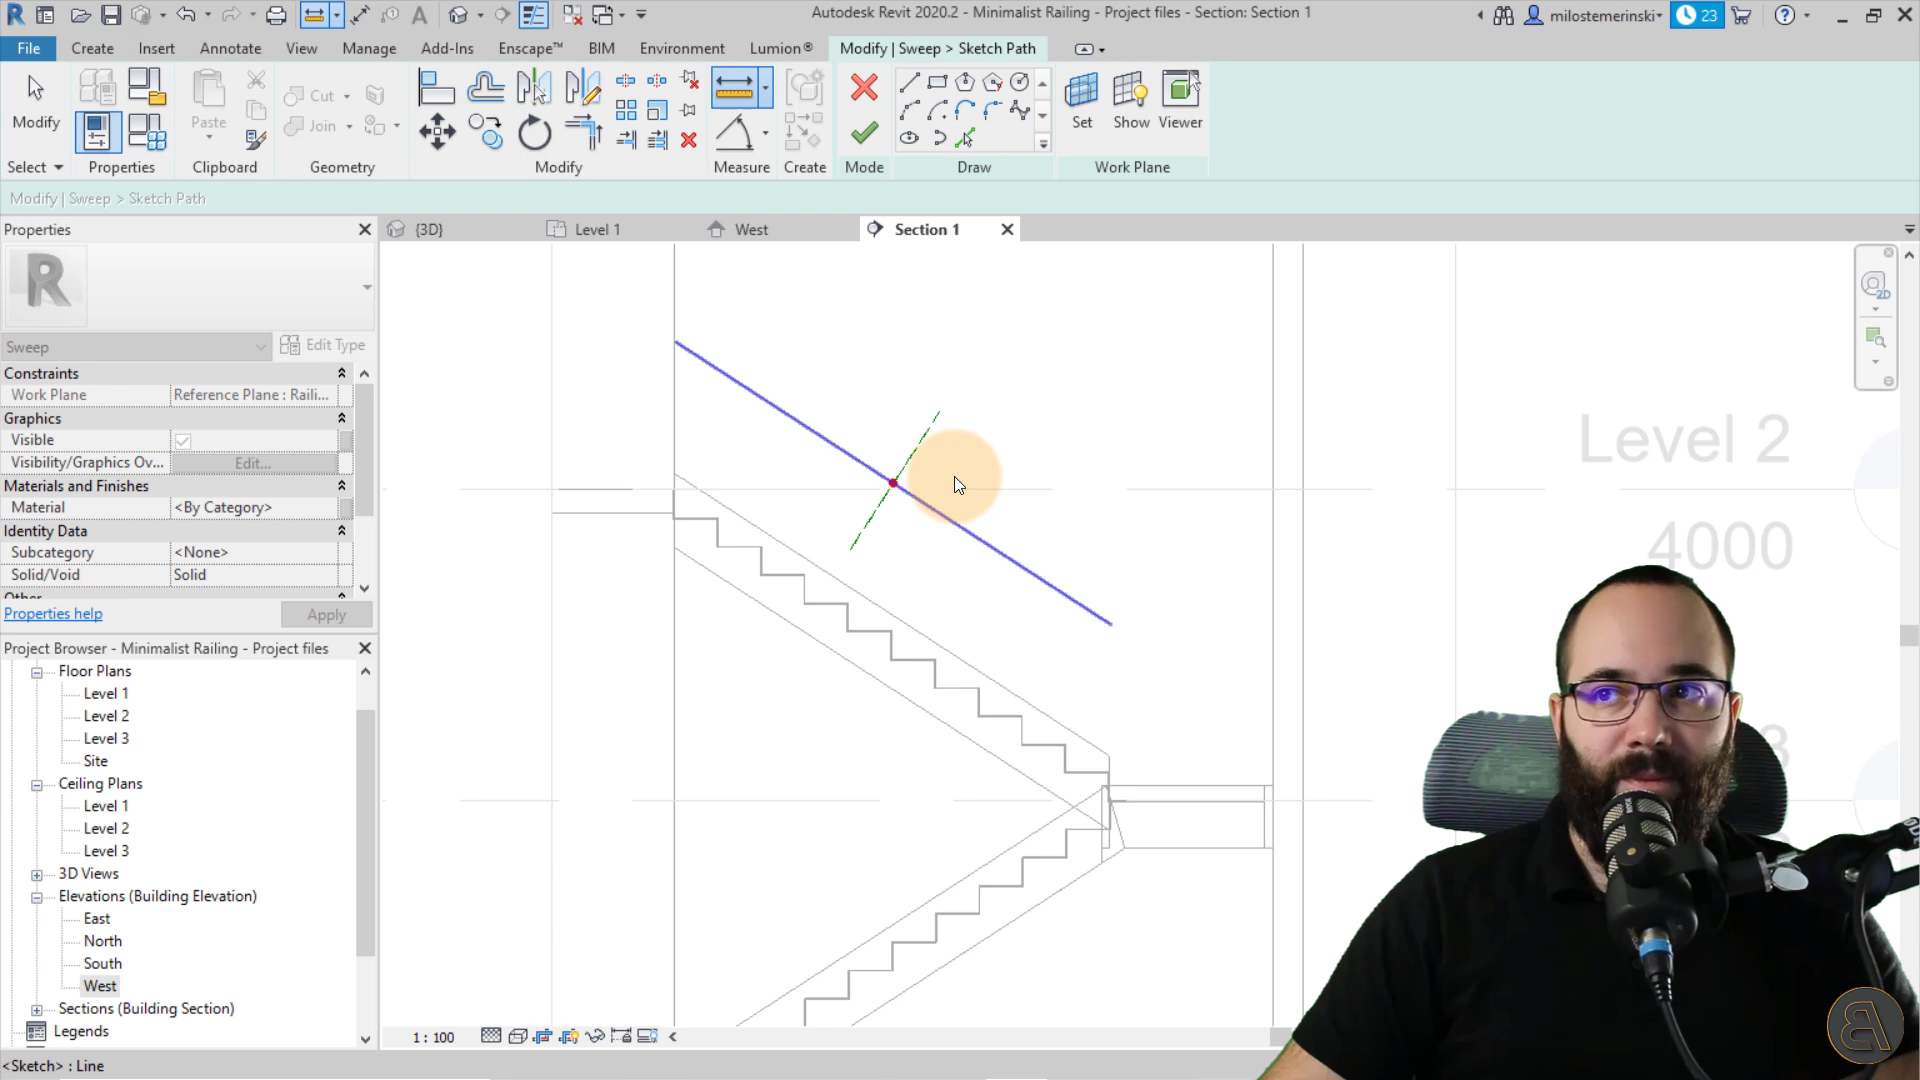 Autodesk Revit 2020.2 - Minimalist Railing - Project files - Section: Section 1
milostemerinski
23
File
Create
Insert
Annotate
View
Manage
Add-Ins
Enscape™
BIM
Environment
Lumion®
Modify | Sweep > Sketch Path
Modify
Paste
Cut
Join
Set
Show
Viewer
Select
Properties
Clipboard
Geometry
Modify
Measure
Create
Mode
Draw
Work Plane
Modify | Sweep > Sketch Path
Properties
{3D}
Level 1
West
Section 1
R
2D
Sweep
Edit Type
Constraints
Work Plane
Reference Plane : Raili...
Graphics
Visible
Visibility/Graphics Ov...
Edit...
Materials and Finishes
Material
<By Category>
Identity Data
Subcategory
<None>
Solid/Void
Solid
Other
Properties help
Apply
Level 2
4000
3
Project Browser - Minimalist Railing - Project files
Floor Plans
Level 1
Level 2
Level 3
Site
Ceiling Plans
Level 1
Level 2
Level 3
3D Views
Elevations (Building Elevation)
East
North
South
West
Sections (Building Section)
Legends
1 : 100
<Sketch> : Line